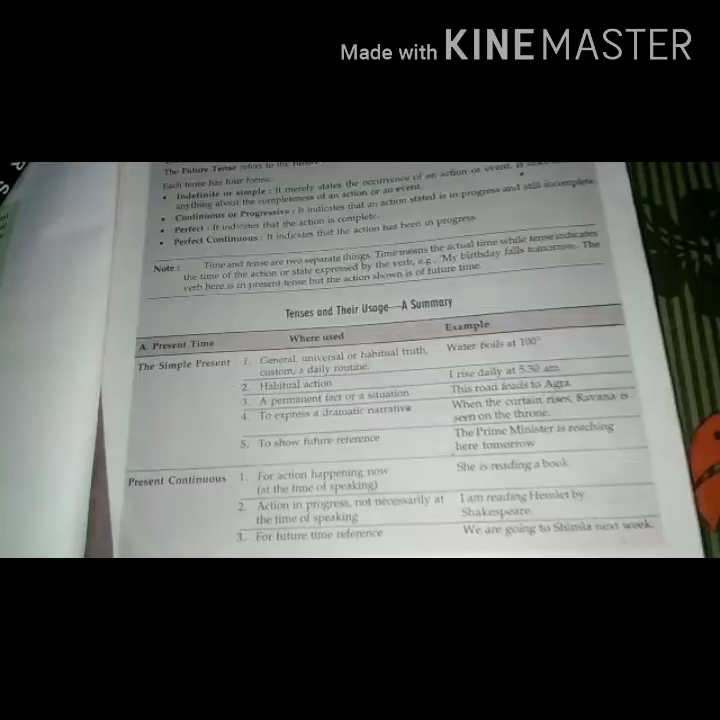 Made with KINEMASTER
The Future Tense refers to the future
Each tense has four forms:
• Indefinite or simple : It merely states the occurrence of an action or event. It
anything about the completeness of an action or an event.
• Continuous or Progressive : It indicates that an action stated is in progress and still incomplete
• Perfect : It indicates that the action is complete.
• Perfect Continuous : It indicates that the action has been in progress.
Note : Time and tense are two separate things. Time means the actual time while tense indicates
the time of the action or state expressed by the verb, e.g. 'My birthday falls tomorrow. The
verb here is in present tense but the action shown is of future time.
Tenses and Their Usage—A Summary
A. Present Time Where used Example
The Simple Present 1. General, universal or habitual truth, Water boils at 100°
custom, a daily routine.
2. Habitual action I rise daily at 5.30 am
3. A permanent fact or a situation This road leads to Agra.
4. To express a dramatic narrative When the curtain rises, Ravana is
seen on the throne.
5. To show future reference The Prime Minister is reaching
here tomorrow
Present Continuous 1. For action happening now She is reading a book
(at the time of speaking)
2. Action in progress, not necessarily at I am reading Hemlet by
the time of speaking Shakespeare.
3. For future time reference We are going to Shimla next week.